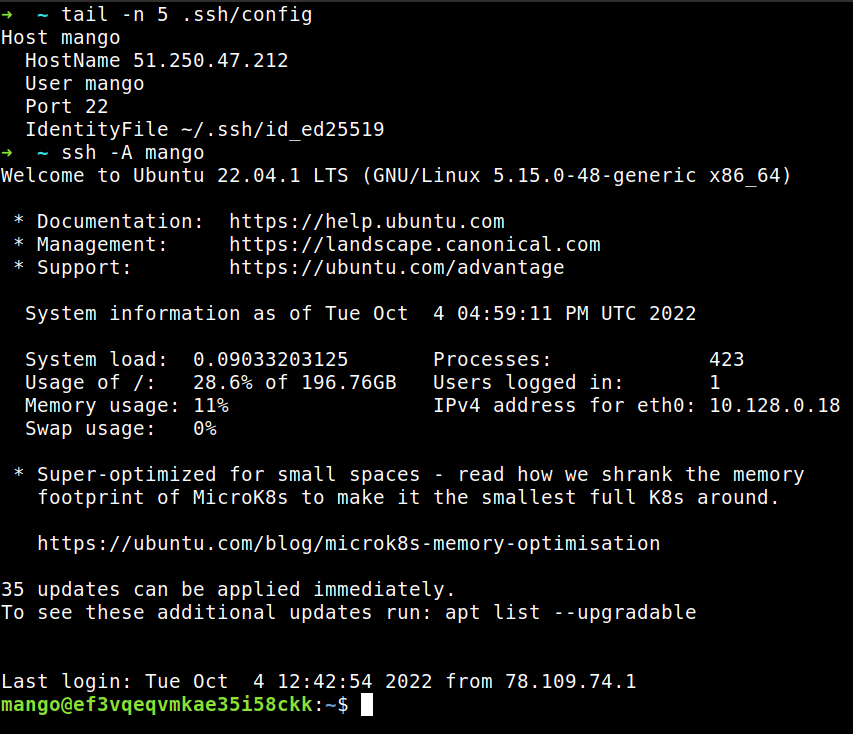 ➜  ~ tail -n 5 .ssh/config
Host mango
  HostName 51.250.47.212
  User mango
  Port 22
  IdentityFile ~/.ssh/id_ed25519
➜  ~ ssh -A mango
Welcome to Ubuntu 22.04.1 LTS (GNU/Linux 5.15.0-48-generic x86_64)

 * Documentation:  https://help.ubuntu.com
 * Management:     https://landscape.canonical.com
 * Support:        https://ubuntu.com/advantage

  System information as of Tue Oct  4 04:59:11 PM UTC 2022

  System load:  0.09033203125       Processes:             423
  Usage of /:   28.6% of 196.76GB   Users logged in:       1
  Memory usage: 11%                 IPv4 address for eth0: 10.128.0.18
  Swap usage:   0%

 * Super-optimized for small spaces - read how we shrank the memory
   footprint of MicroK8s to make it the smallest full K8s around.

   https://ubuntu.com/blog/microk8s-memory-optimisation

35 updates can be applied immediately.
To see these additional updates run: apt list --upgradable


Last login: Tue Oct  4 12:42:54 2022 from 78.109.74.1
mango@ef3vqeqvmkae35i58ckk:~$